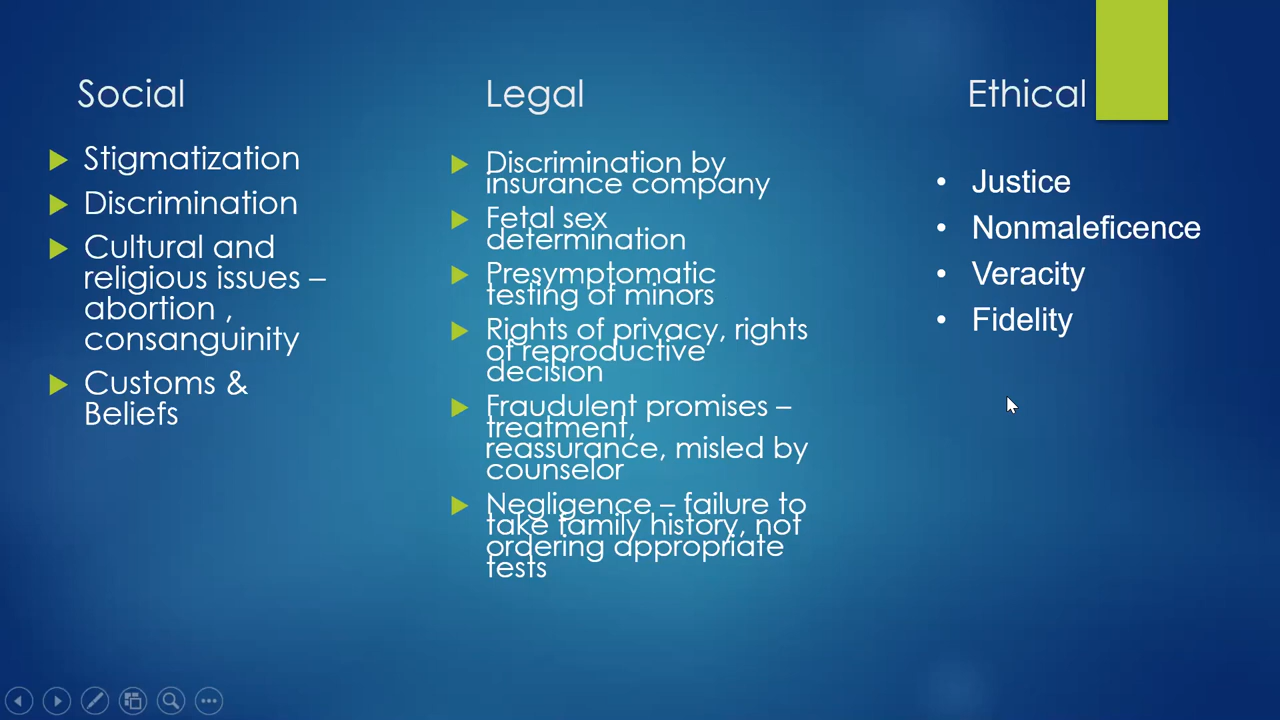 Social
Stigmatization
Discrimination
Cultural and
religious issues –
abortion ,
consanguinity
Customs &
Beliefs
Legal
Discrimination by
insurance company
Fetal sex
determination
Presymptomatic
testing of minors
Rights of privacy, rights
of reproductive
decision
Fraudulent promises –
treatment,
reassurance, misled by
counselor
Negligence – failure to
take family history, not
ordering appropriate
tests
Ethical
Justice
Nonmaleficence
Veracity
Fidelity